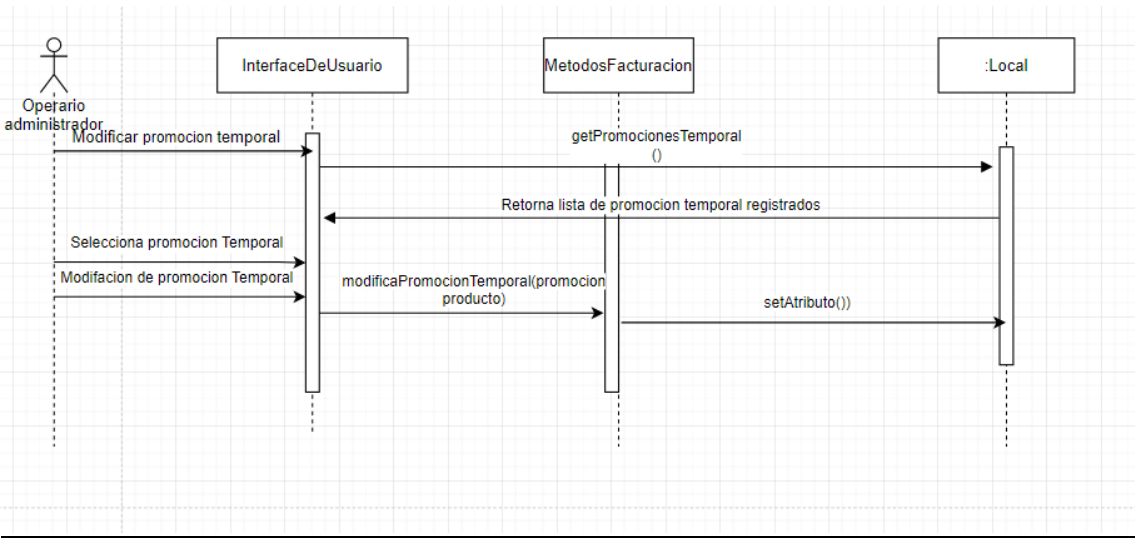 InterfaceDeUsuario
MetodosFacturacion
:Local
Operario
administrador
Modificar promocion temporal
getPromocionesTemporal
()
Retorna lista de promocion temporal registrados
Selecciona promocion Temporal
Modifacion de promocion Temporal
modificaPromocionTemporal(promocion
producto)
setAtributo())